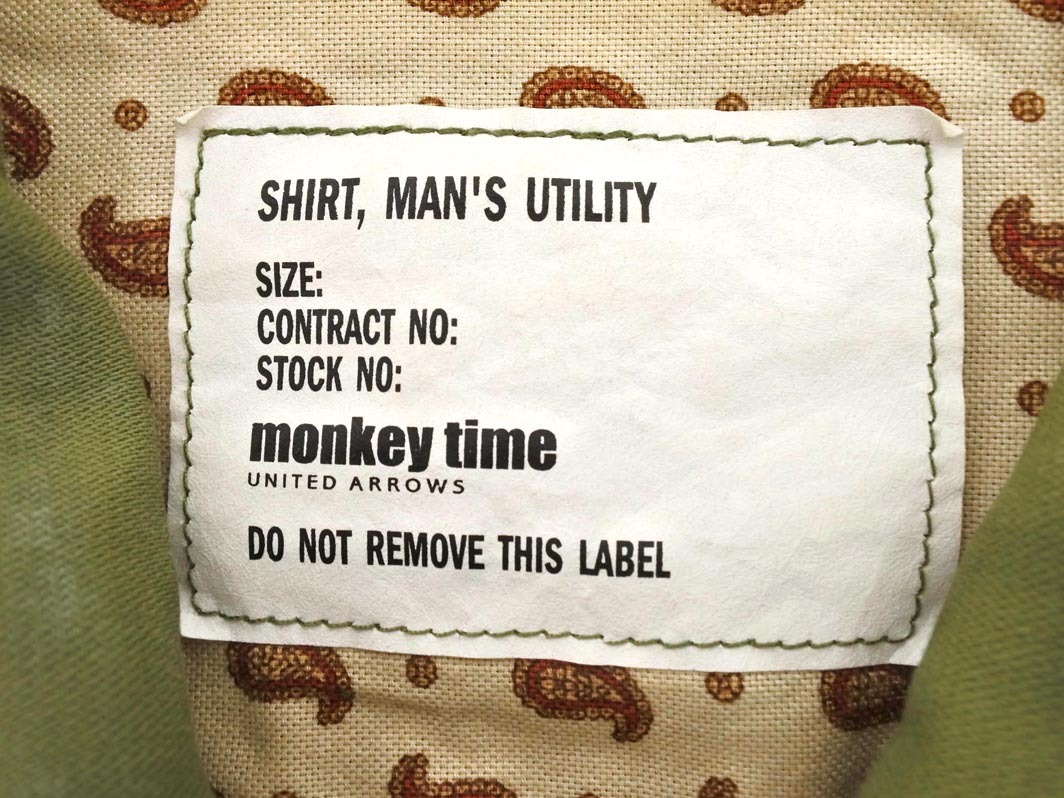 SHIRT, MAN'S UTILITY
SIZE:
CONTRACT NO:
STOCK NO:
monkey time
UNITED ARROWS
DO NOT REMOVE THIS LABEL